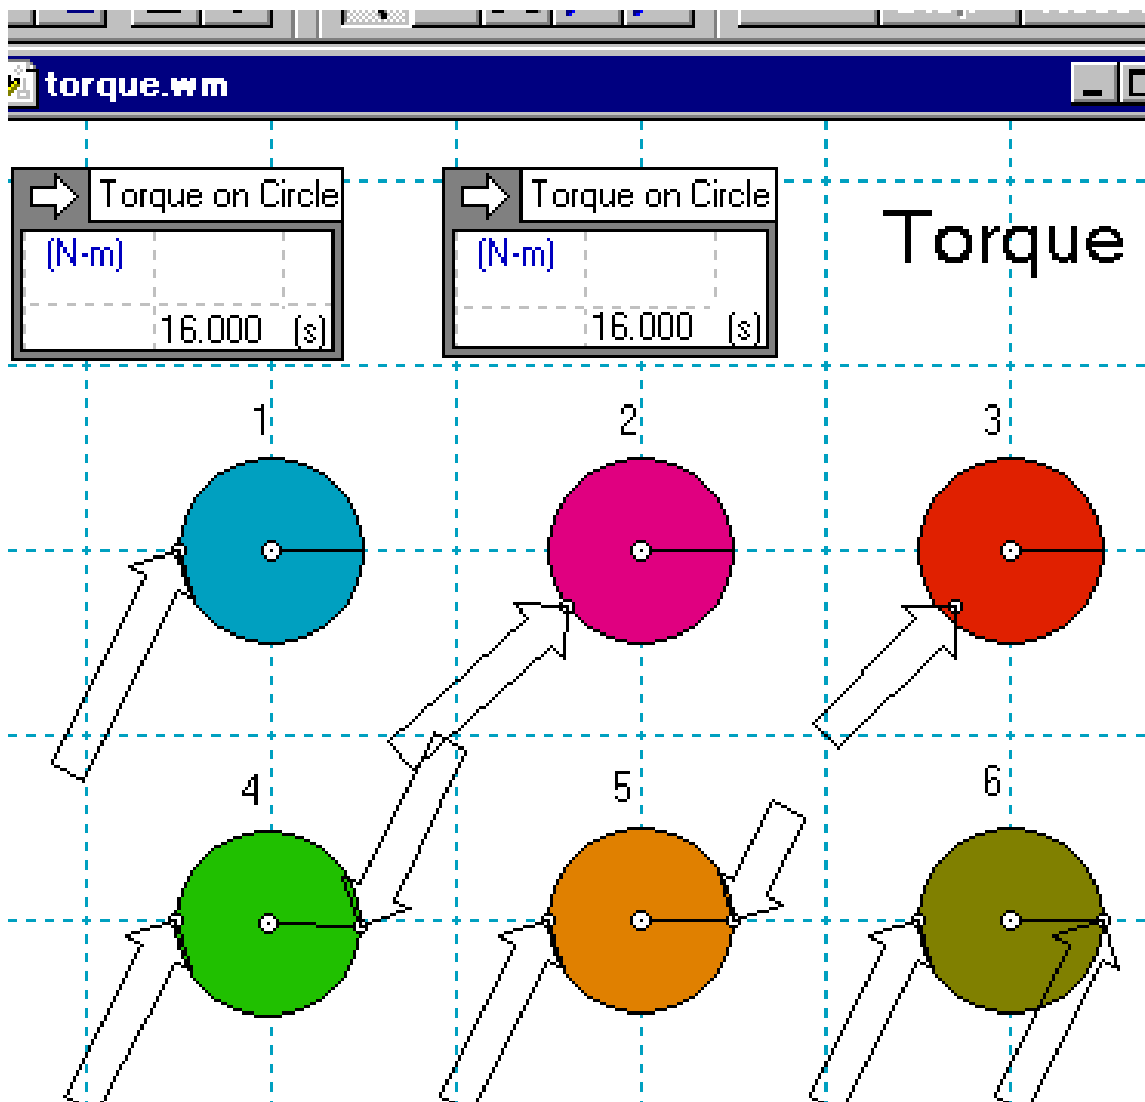 torque.wm
Torque on Circle
(N-m)
16.000 (s)
Torque on Circle
(N-m)
16.000 (s)
Torque
1
2
3
4
5
6